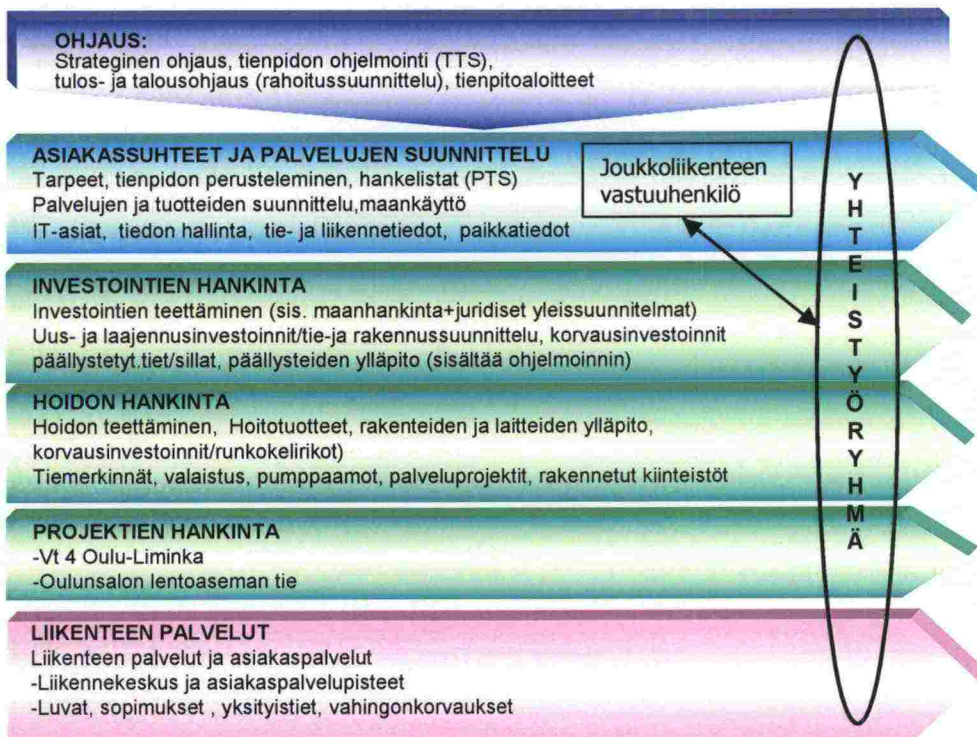 OHJAUS:
Strateginen ohjaus, tienpidon ohjelmointi (TTS),
tulos- ja talousohjaus (rahoitussuunnittelu), tienpitoaloitteet
ASIAKASSUHTEET JA PALVELUJEN SUUNNITTELU
Tarpeet, tienpidon perusteleminen, hankelistat (PTS)
Palvelujen ja tuotteiden suunnittelu,maankäyttö
IT-asiat, tiedon hallinta, tie- ja liikennetiedot, paikkatiedot
Joukkoliikenteen
vastuuhenkilö
INVESTOINTIEN HANKINTA
Investointien teettäminen (sis. maanhankinta+juridiset yleissuunnitelmat)
Uus- ja laajennusinvestoinnit/tie-ja rakennussuunnittelu, korvausinvestoinnit
päällystetyt.tiet/sillat, päällysteiden ylläpito (sisältää ohjelmoinnin)
HOIDON HANKINTA
Hoidon teettäminen, Hoitotuotteet, rakenteiden ja laitteiden ylläpito,
korvausinvestoinnit/runkokelirikot)
Tiemerkinnät, valaistus, pumppaamot, palveluprojektit, rakennetut kiinteistöt
PROJEKTIEN HANKINTA
-Vt 4 Oulu-Liminka
-Oulunsalon lentoaseman tie
LIIKENTEEN PALVELUT
Liikenteen palvelut ja asiakaspalvelut
-Liikennekeskus ja asiakaspalvelupisteet
-Luvat, sopimukset , yksityistiet, vahingonkorvaukset
YHTEISTYÖRYHMÄ